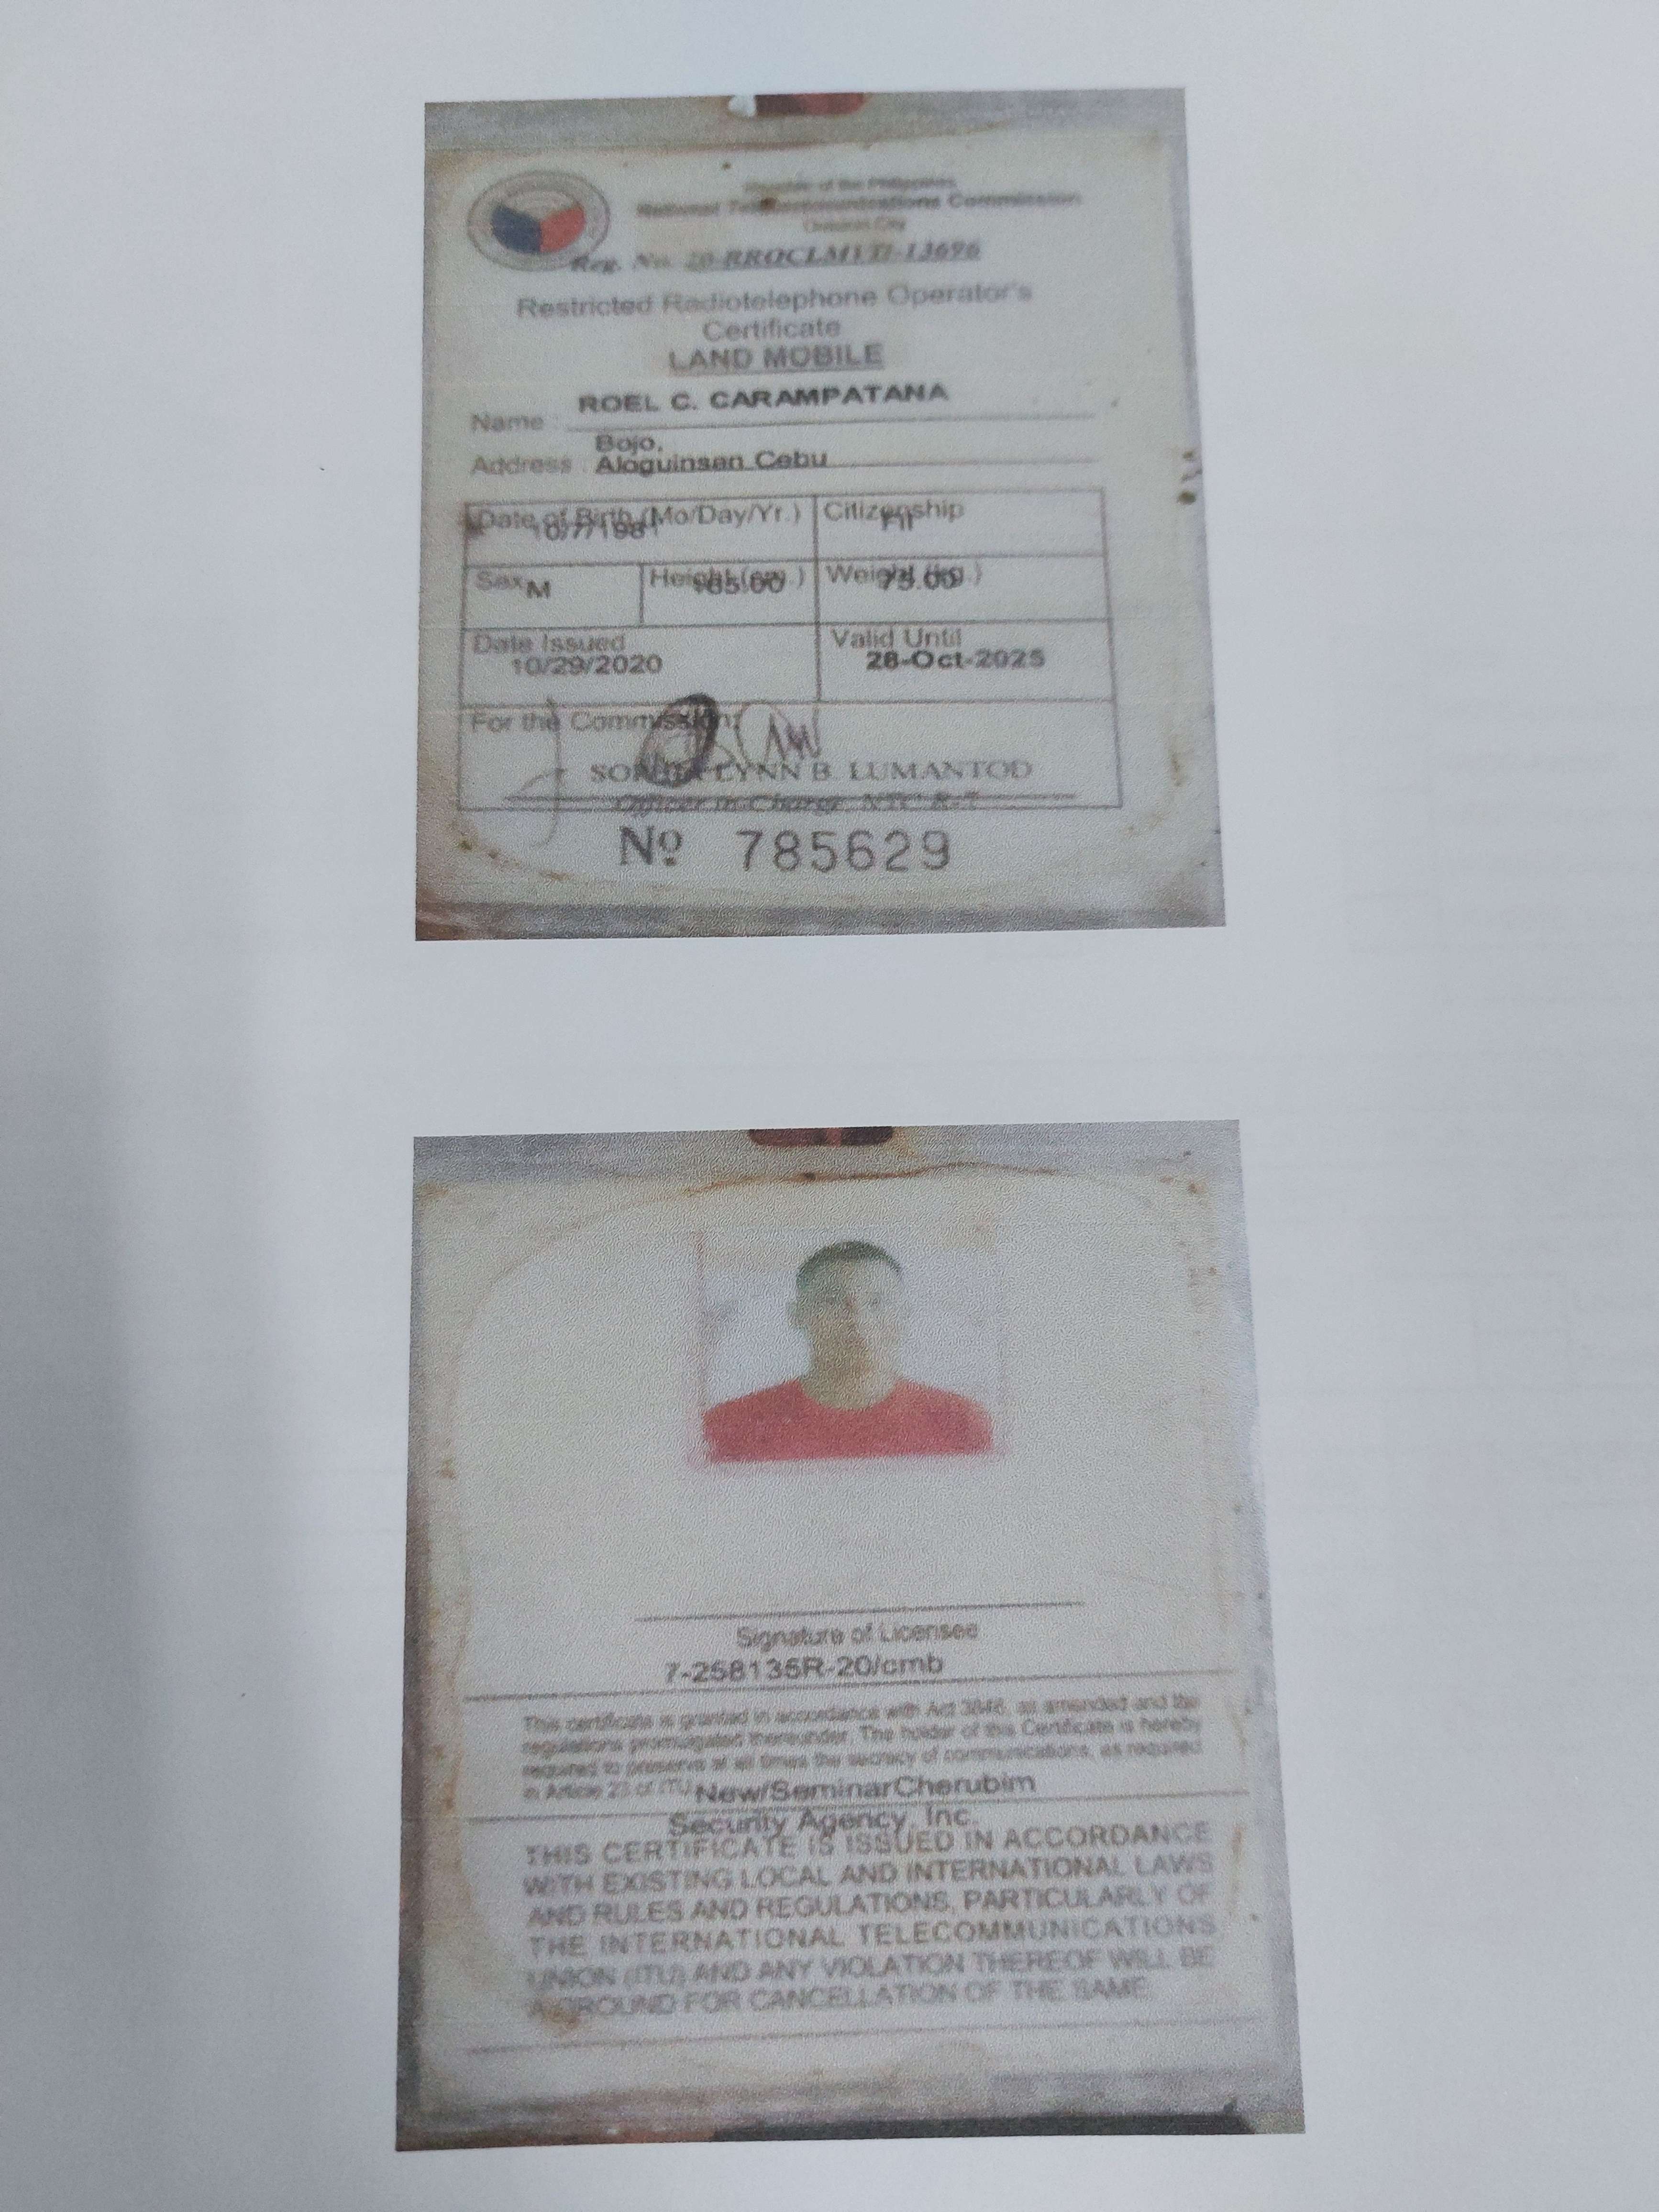 Republic of the Philippines
National Telecommunications Commission
Quezon City
Reg. No. 20-RROCLMVII-13696
Restricted Radiotelephone Operator's
Certificate
LAND MOBILE
Name : ROEL C. CARAMPATANA
Bojo,
Address : Aloguinsan Cebu
Date of Birth (Mo/Day/Yr.) Citizenship
10/7/1981 Fil
Sex M Height (cm.) 165.00 Weight (kg.) 75.00
Date Issued Valid Until
10/29/2020 28-Oct-2025
For the Commission:
LYNN B. LUMANTOD
Officer in Charge, NTC R-7
Nº 785629
Signature of Licensee
7-258135R-20/cmb
This certificate is granted in accordance with Act 3846, as amended and the
regulations promulgated thereunder. The holder of this Certificate is hereby
required to preserve at all times the secrecy of communications, as required
in Article 23 of ITU New/SeminarCherubim
Security Agency, Inc.
THIS CERTIFICATE IS ISSUED IN ACCORDANCE
WITH EXISTING LOCAL AND INTERNATIONAL LAWS
AND RULES AND REGULATIONS, PARTICULARLY OF
THE INTERNATIONAL TELECOMMUNICATIONS
UNION (ITU) AND ANY VIOLATION THEREOF WILL BE
A GROUND FOR CANCELLATION OF THE SAME.